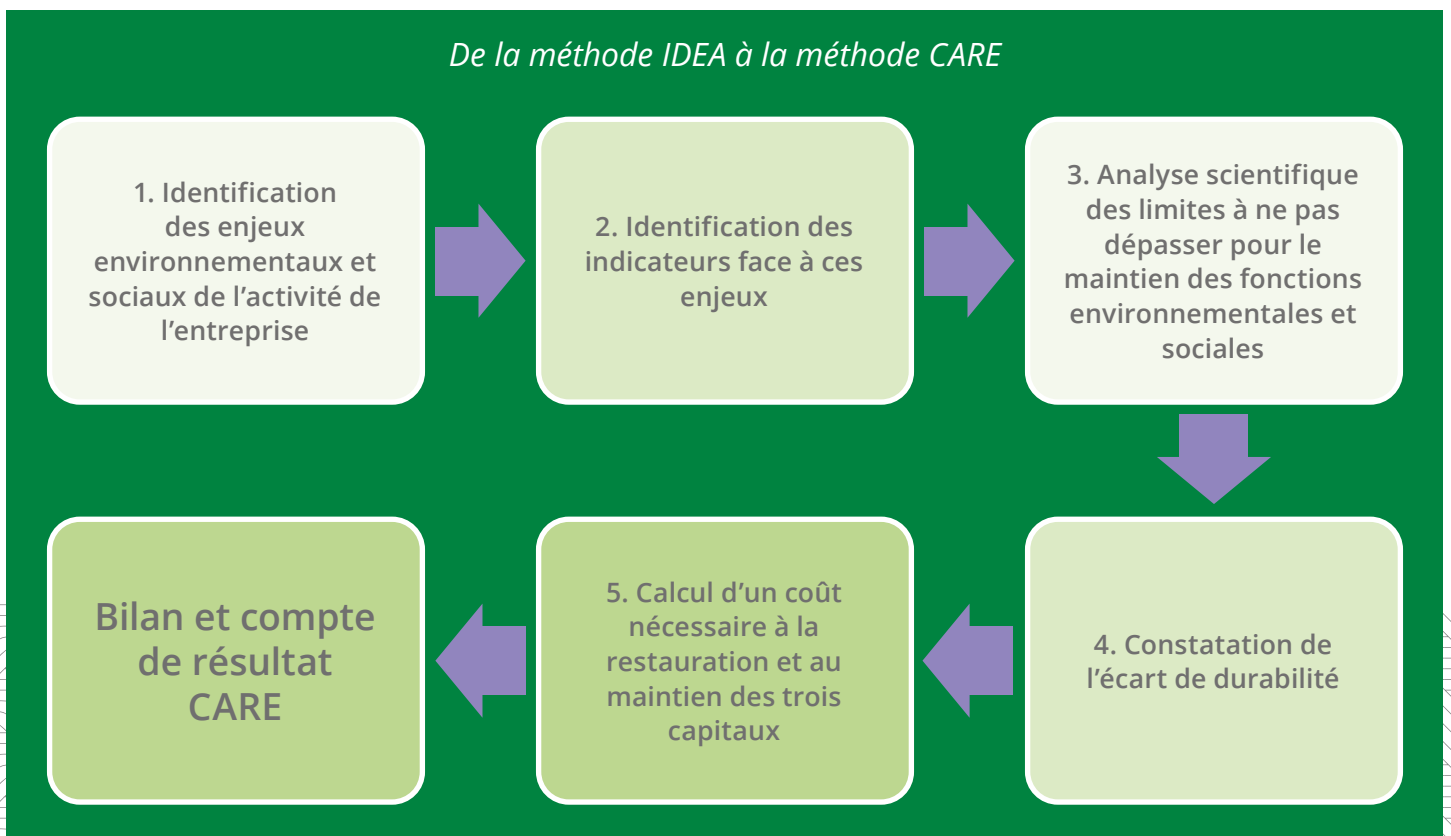 De la méthode IDEA à la méthode CARE
1. Identification
des enjeux
environnementaux et
sociaux de l’activité de
l’entreprise
2. Identification des
indicateurs face à ces
enjeux
3. Analyse scientifique
des limites à ne pas
dépasser pour le
maintien des fonctions
environnementales et
sociales
4. Constatation de
l’écart de durabilité
5. Calcul d’un coût
nécessaire à la
restauration et au
maintien des trois
capitaux
Bilan et compte
de résultat
CARE